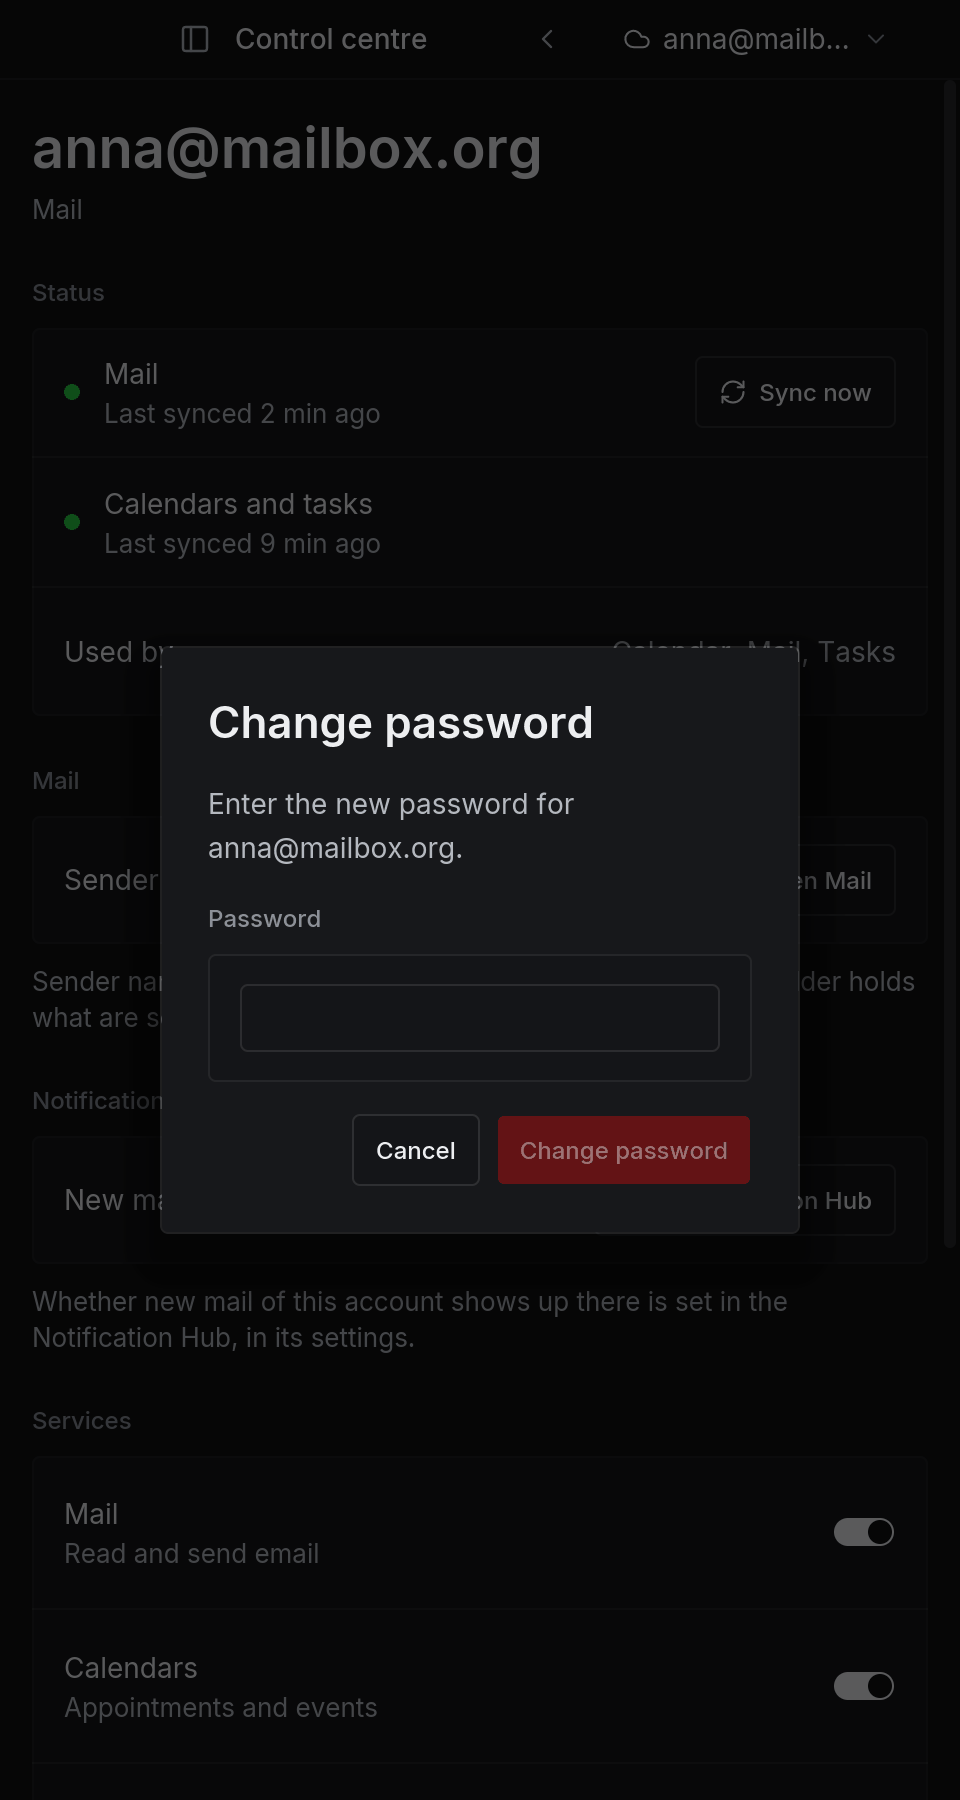 Control centre
anna@mailb...
anna@mailbox.org
Mail
Status
Mail
Last synced 2 min ago
Sync now
Calendars and tasks
Last synced 9 min ago
Used by
Calendar, Mail, Tasks
Change password
Enter the new password for
anna@mailbox.org.
Password
Cancel
Change password
Mail
Sender
Mail
Sender
holds
what are
Notification
New
Hub
Whether new mail of this account shows up there is set in the
Notification Hub, in its settings.
Services
Mail
Read and send email
Calendars
Appointments and events